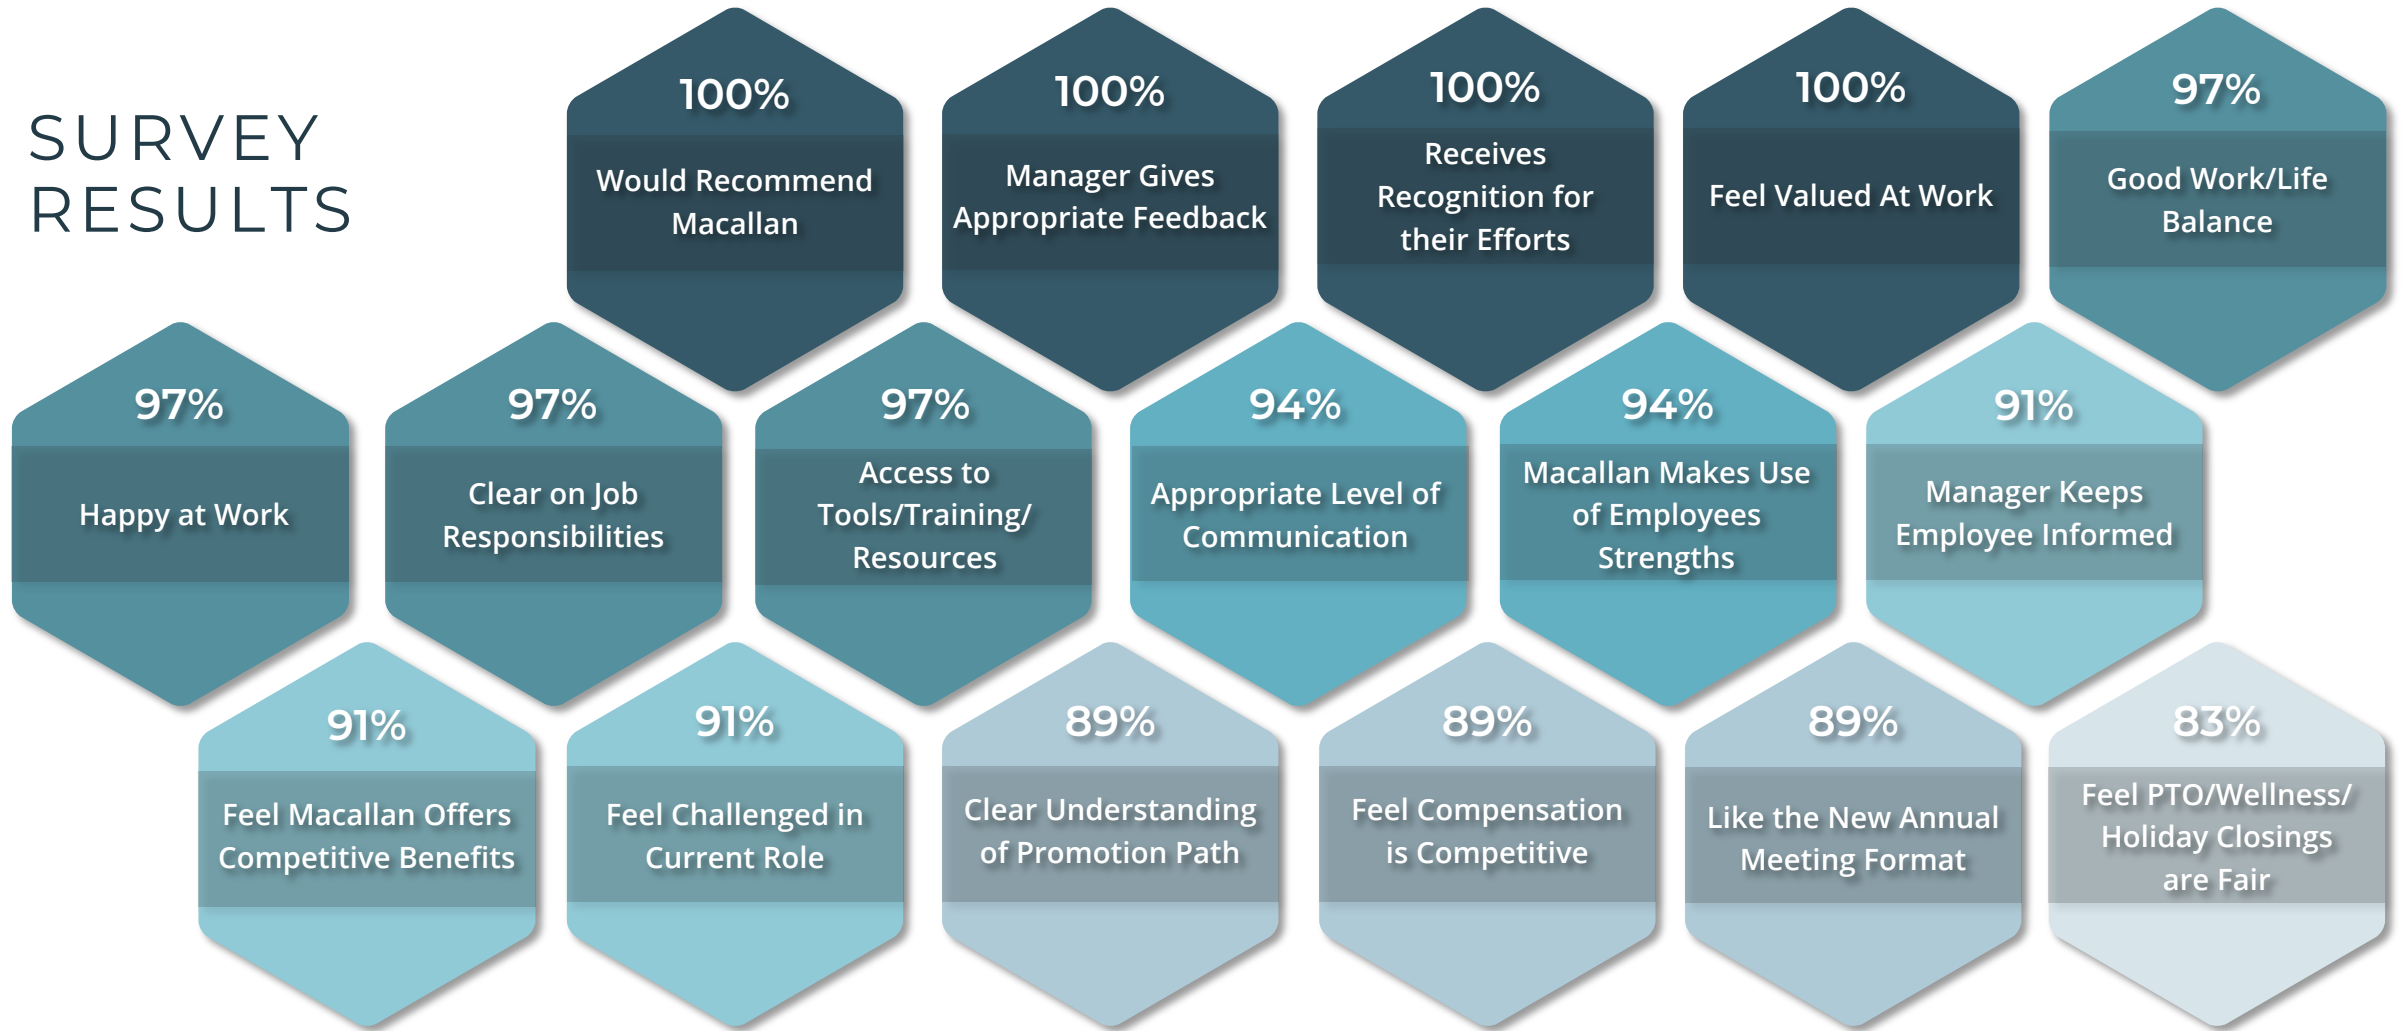 SURVEY
RESULTS
100%
Would Recommend
Macallan
100%
Manager Gives
Appropriate Feedback
100%
Receives
Recognition for
their Efforts
100%
Feel Valued At Work
97%
Good Work/Life
Balance
97%
Happy at Work
97%
Clear on Job
Responsibilities
97%
Access to
Tools/Training/
Resources
94%
Appropriate Level of
Communication
94%
Macallan Makes Use
of Employees
Strengths
91%
Manager Keeps
Employee Informed
91%
Feel Macallan Offers
Competitive Benefits
91%
Feel Challenged in
Current Role
89%
Clear Understanding
of Promotion Path
89%
Feel Compensation
is Competitive
89%
Like the New Annual
Meeting Format
83%
Feel PTO/Wellness/
Holiday Closings
are Fair